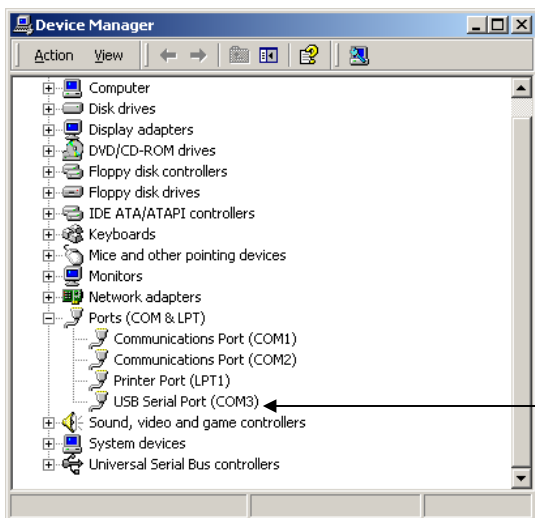 Device Manager
Action View
Computer
Disk drives
Display adapters
DVD/CD-ROM drives
Floppy disk controllers
Floppy disk drives
IDE ATA/ATAPI controllers
Keyboards
Mice and other pointing devices
Monitors
Network adapters
Ports (COM & LPT)
Communications Port (COM1)
Communications Port (COM2)
Printer Port (LPT1)
USB Serial Port (COM3)
Sound, video and game controllers
System devices
Universal Serial Bus controllers